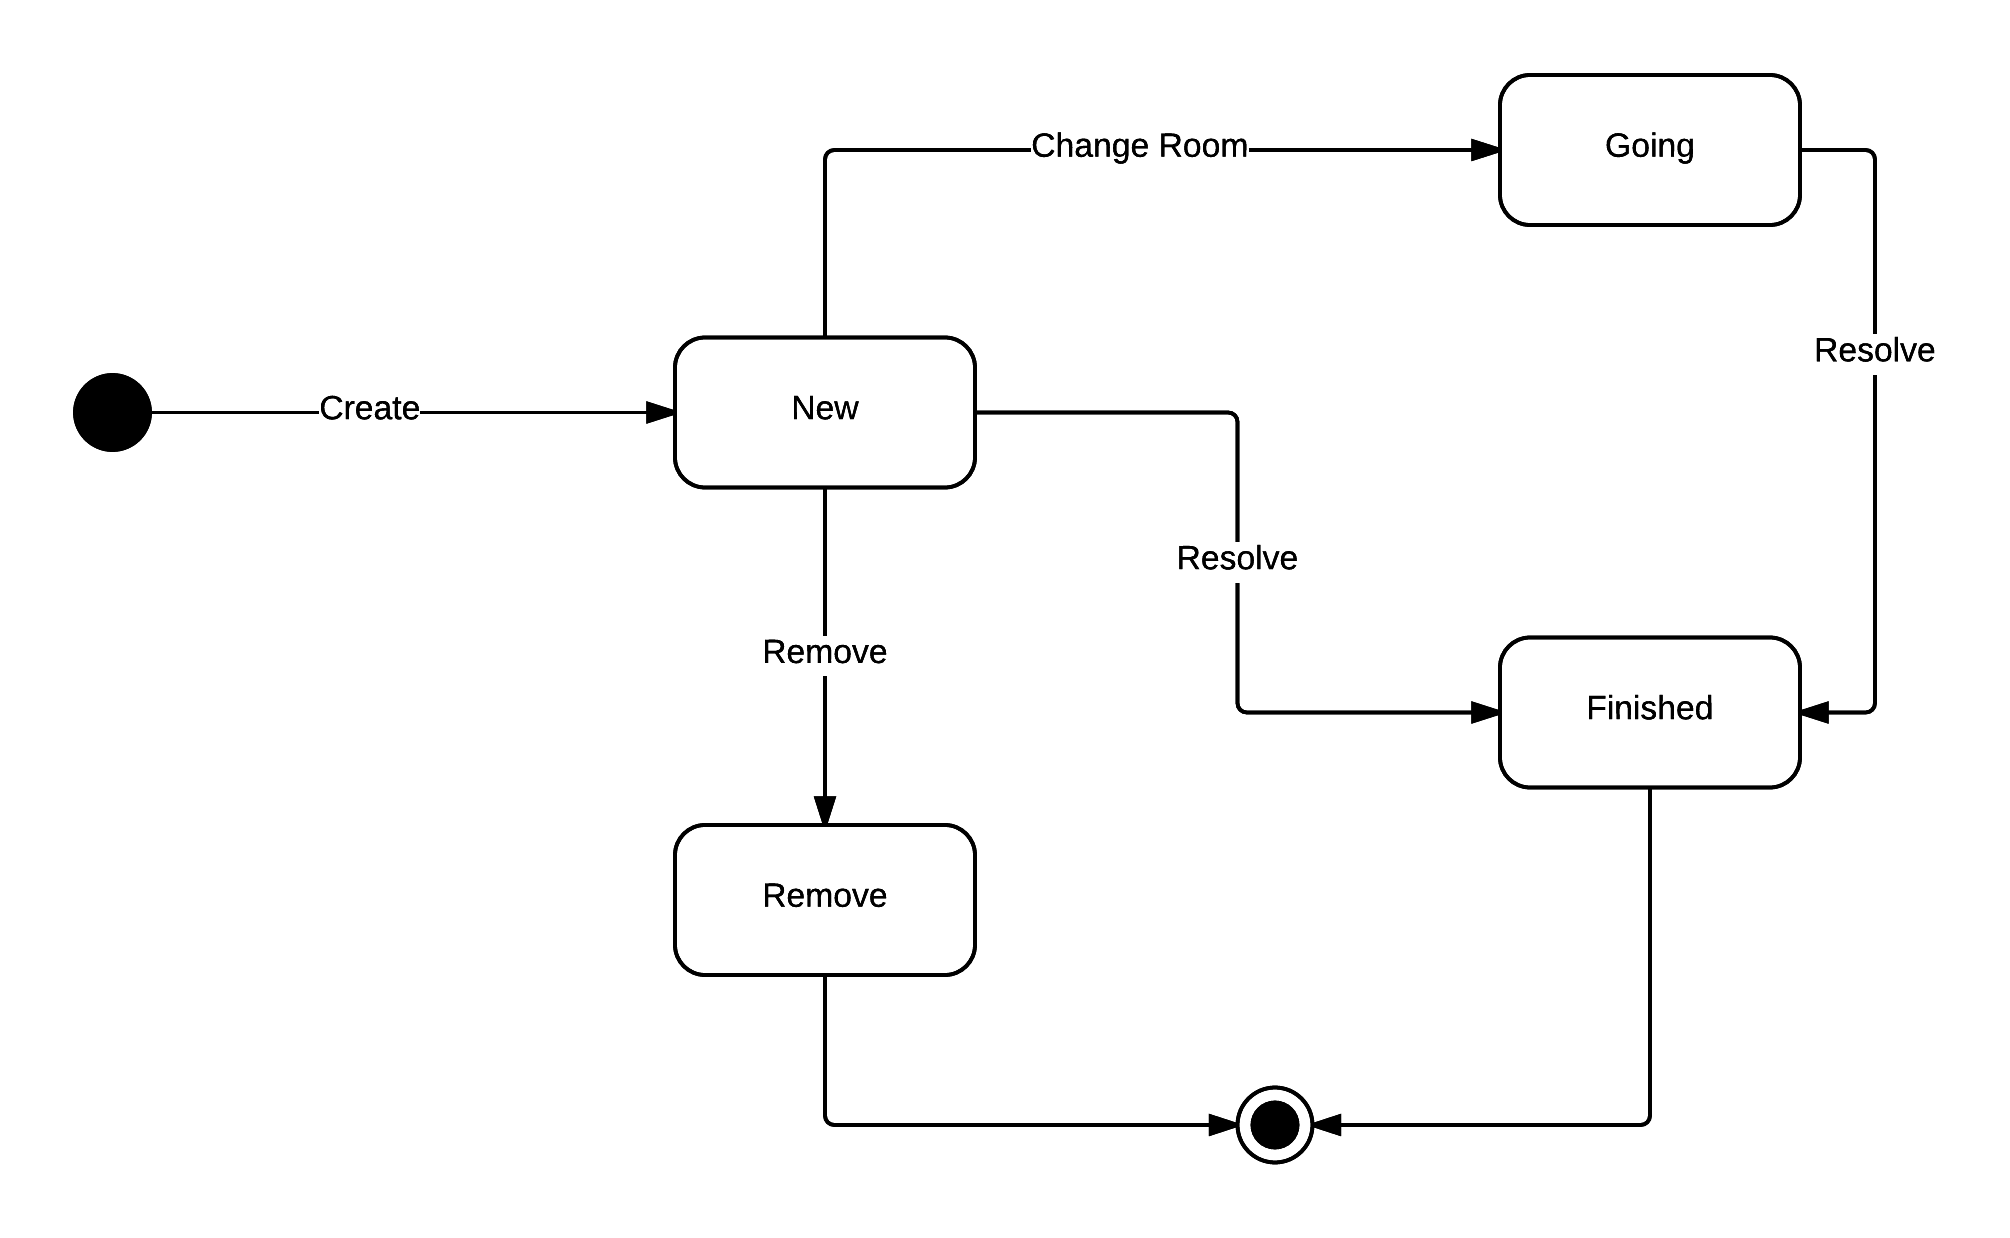 Change Room
Going
Resolve
Create
New
Resolve
Remove
Finished
Remove